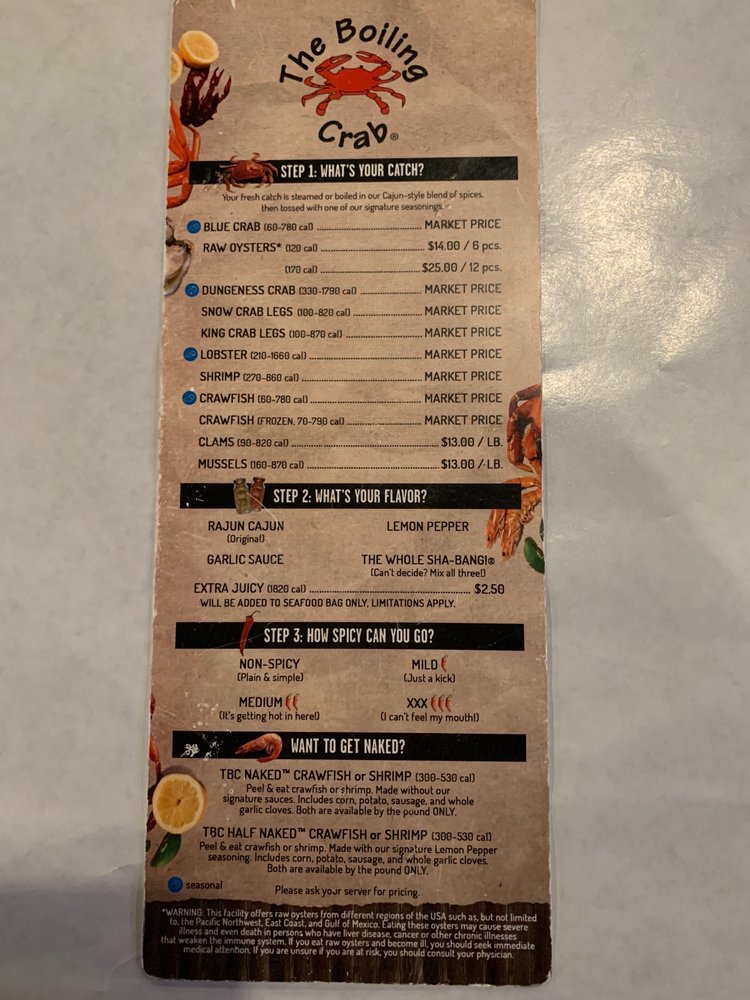 The Boiling
Crab®
STEP 1: WHAT'S YOUR CATCH?
Your fresh catch is steamed or boiled in our Cajun-style blend of spices,
then tossed with one of our signature seasonings.
BLUE CRAB (60-780 cal) MARKET PRICE
RAW OYSTERS* (120 cal) $14.00 / 6 pcs.
(170 cal) $25.00 / 12 pcs.
DUNGENESS CRAB (330-1790 cal) MARKET PRICE
SNOW CRAB LEGS (100-820 cal) MARKET PRICE
KING CRAB LEGS (100-870 cal) MARKET PRICE
LOBSTER (210-1660 cal) MARKET PRICE
SHRIMP (270-860 cal) MARKET PRICE
CRAWFISH (60-780 cal) MARKET PRICE
CRAWFISH (FROZEN, 70-790 cal) MARKET PRICE
CLAMS (90-820 cal) $13.00 / LB.
MUSSELS (160-870 cal) $13.00 / LB.
STEP 2: WHAT'S YOUR FLAVOR?
RAJUN CAJUN LEMON PEPPER
(Original)
GARLIC SAUCE THE WHOLE SHA-BANG!®
(Can't decide? Mix all three!)
EXTRA JUICY (1820 cal) $2.50
WILL BE ADDED TO SEAFOOD BAG ONLY, LIMITATIONS APPLY.
STEP 3: HOW SPICY CAN YOU GO?
NON-SPICY MILD
(Plain & simple) (Just a kick)
MEDIUM XXX
(It's getting hot in here!) (I can't feel my mouth!)
WANT TO GET NAKED?
TBC NAKED™ CRAWFISH or SHRIMP (300-530 cal)
Peel & eat crawfish or shrimp. Made without our
signature sauces. Includes corn, potato, sausage, and whole
garlic cloves. Both are available by the pound ONLY.
TBC HALF NAKED™ CRAWFISH or SHRIMP (300-530 cal)
Peel & eat crawfish or shrimp. Made with our signature Lemon Pepper
seasoning. Includes corn, potato, sausage, and whole garlic cloves.
Both are available by the pound ONLY.
seasonal Please ask your server for pricing.
*WARNING: This facility offers raw oysters from different regions of the USA such as, but not limited
to, the Pacific Northwest, East Coast, and Gulf of Mexico. Eating these oysters may cause severe
illness and even death in persons who have liver disease, cancer or other chronic illnesses
that weaken the immune system. If you eat raw oysters and become ill, you should seek immediate
medical attention. If you are unsure if you are at risk, you should consult your physician.